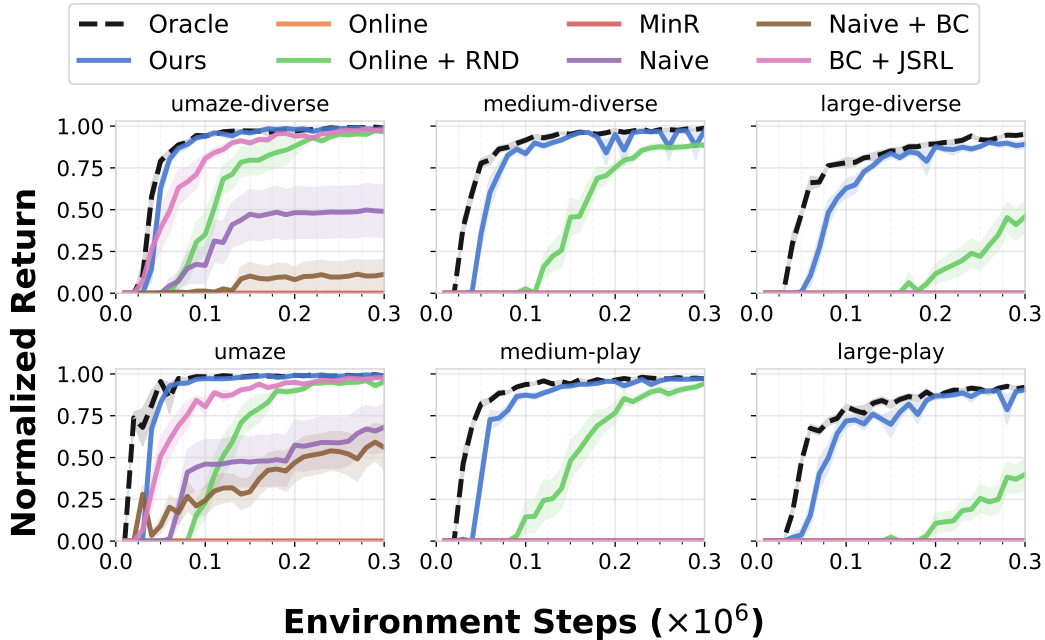 Oracle Online MinR Naive + BC
Ours Online + RND Naive BC + JSRL
umaze-diverse medium-diverse large-diverse
1.00
0.75
0.50
0.25
0.00
0.0 0.1 0.2 0.3 0.0 0.1 0.2 0.3 0.0 0.1 0.2 0.3
umaze medium-play large-play
1.00
0.75
0.50
0.25
0.00
0.0 0.1 0.2 0.3 0.0 0.1 0.2 0.3 0.0 0.1 0.2 0.3
Normalized Return
Environment Steps (×10⁶)